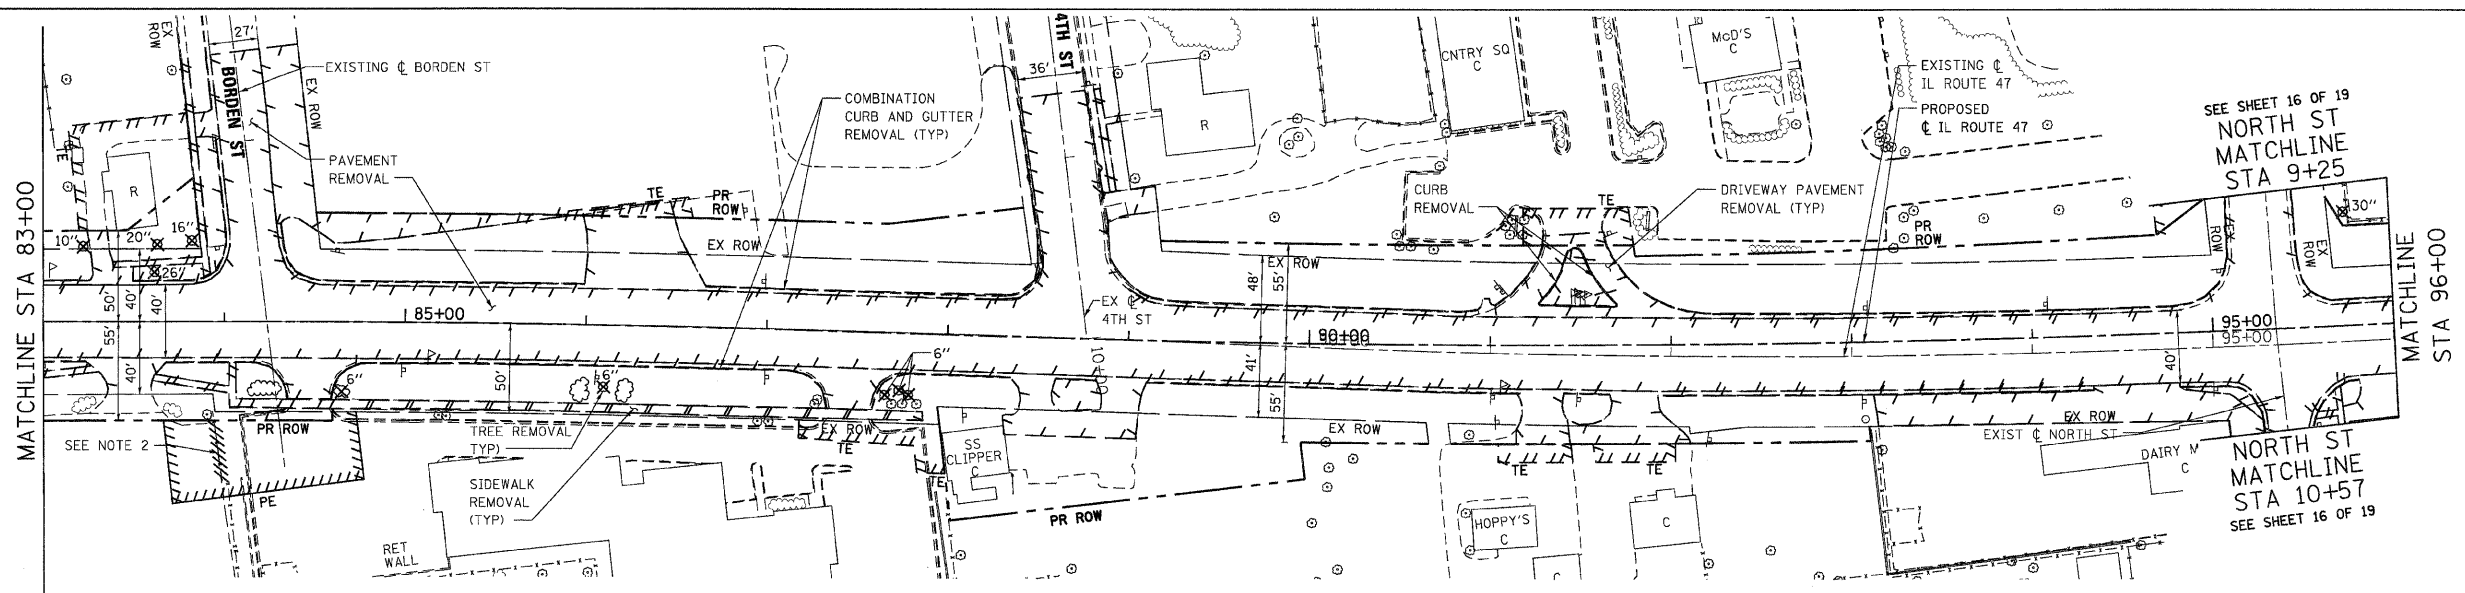 MATCHLINE STA 83+00
EX
ROW
27'
BORDEN ST
EXISTING ℄ BORDEN ST
EX ROW
TE
R
PAVEMENT
REMOVAL
10"
20"
16"
26"
50'
40'
40'
55'
40'
85+00
COMBINATION
CURB AND GUTTER
REMOVAL (TYP)
TE
PR
ROW
EX ROW
36'
4TH ST
R
CNTRY SQ
C
McD'S
C
EXISTING ℄
IL ROUTE 47
PROPOSED
℄ IL ROUTE 47
CURB
REMOVAL
TE
DRIVEWAY PAVEMENT
REMOVAL (TYP)
PR
ROW
SEE SHEET 16 OF 19
NORTH ST
MATCHLINE
STA 9+25
30"
EX
ROW
EX
ROW
MATCHLINE
STA 96+00
EX ROW
48'
55'
EX ℄
4TH ST
10+00
90+00
90+00
95+00
95+00
41'
55'
40'
6"
50'
6"
6"
SEE NOTE 2
PR ROW
PE
TREE REMOVAL
TYP)
SIDEWALK
REMOVAL
(TYP)
RET
WALL
EX ROW
TE
TE
SS
CLIPPER
C
PR ROW
EX ROW
TE
TE
HOPPY'S
C
C
EX ROW
EXIST ℄ NORTH ST
DAIRY
C
NORTH ST
MATCHLINE
STA 10+57
SEE SHEET 16 OF 19